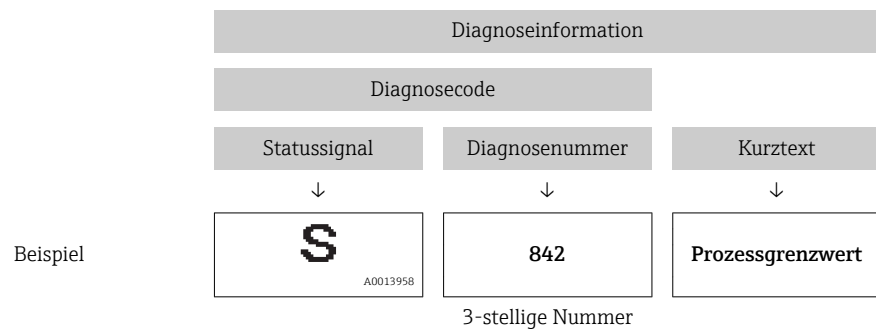 Diagnoseinformation
Diagnosecode
Statussignal Diagnosenummer Kurztext
↓ ↓ ↓
Beispiel S 842 Prozessgrenzwert
A0013958
3-stellige Nummer